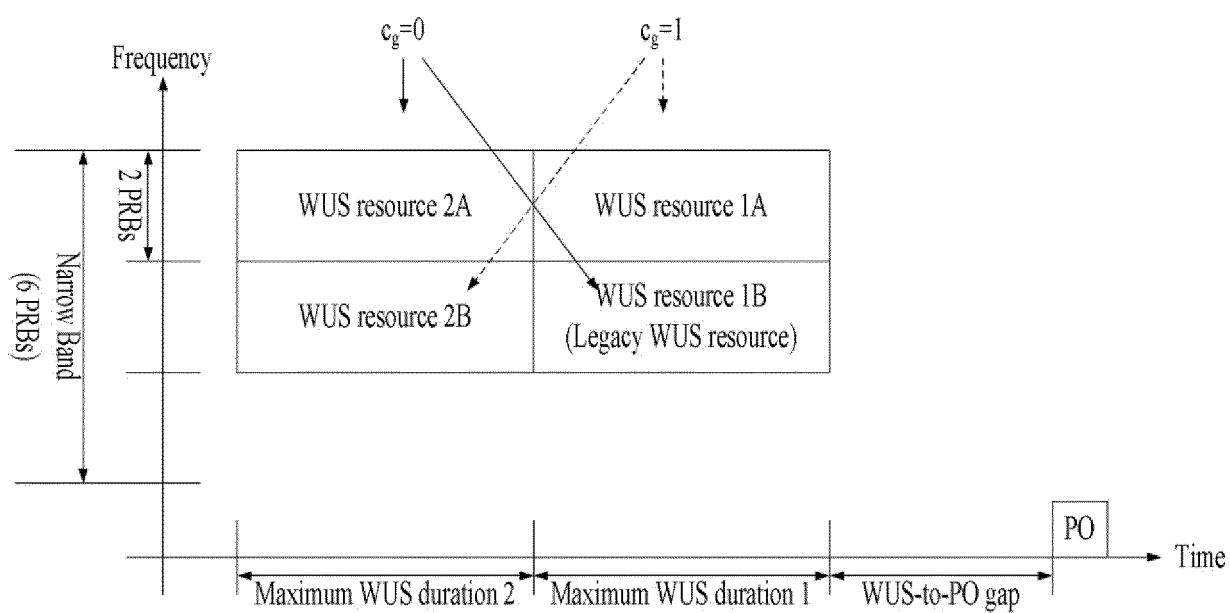 c_g=0
c_g=1
Frequency
2 PRBs
Narrow Band
(6 PRBs)
WUS resource 2A
WUS resource 1A
WUS resource 2B
WUS resource 1B
(Legacy WUS resource)
PO
Time
Maximum WUS duration 2
Maximum WUS duration 1
WUS-to-PO gap